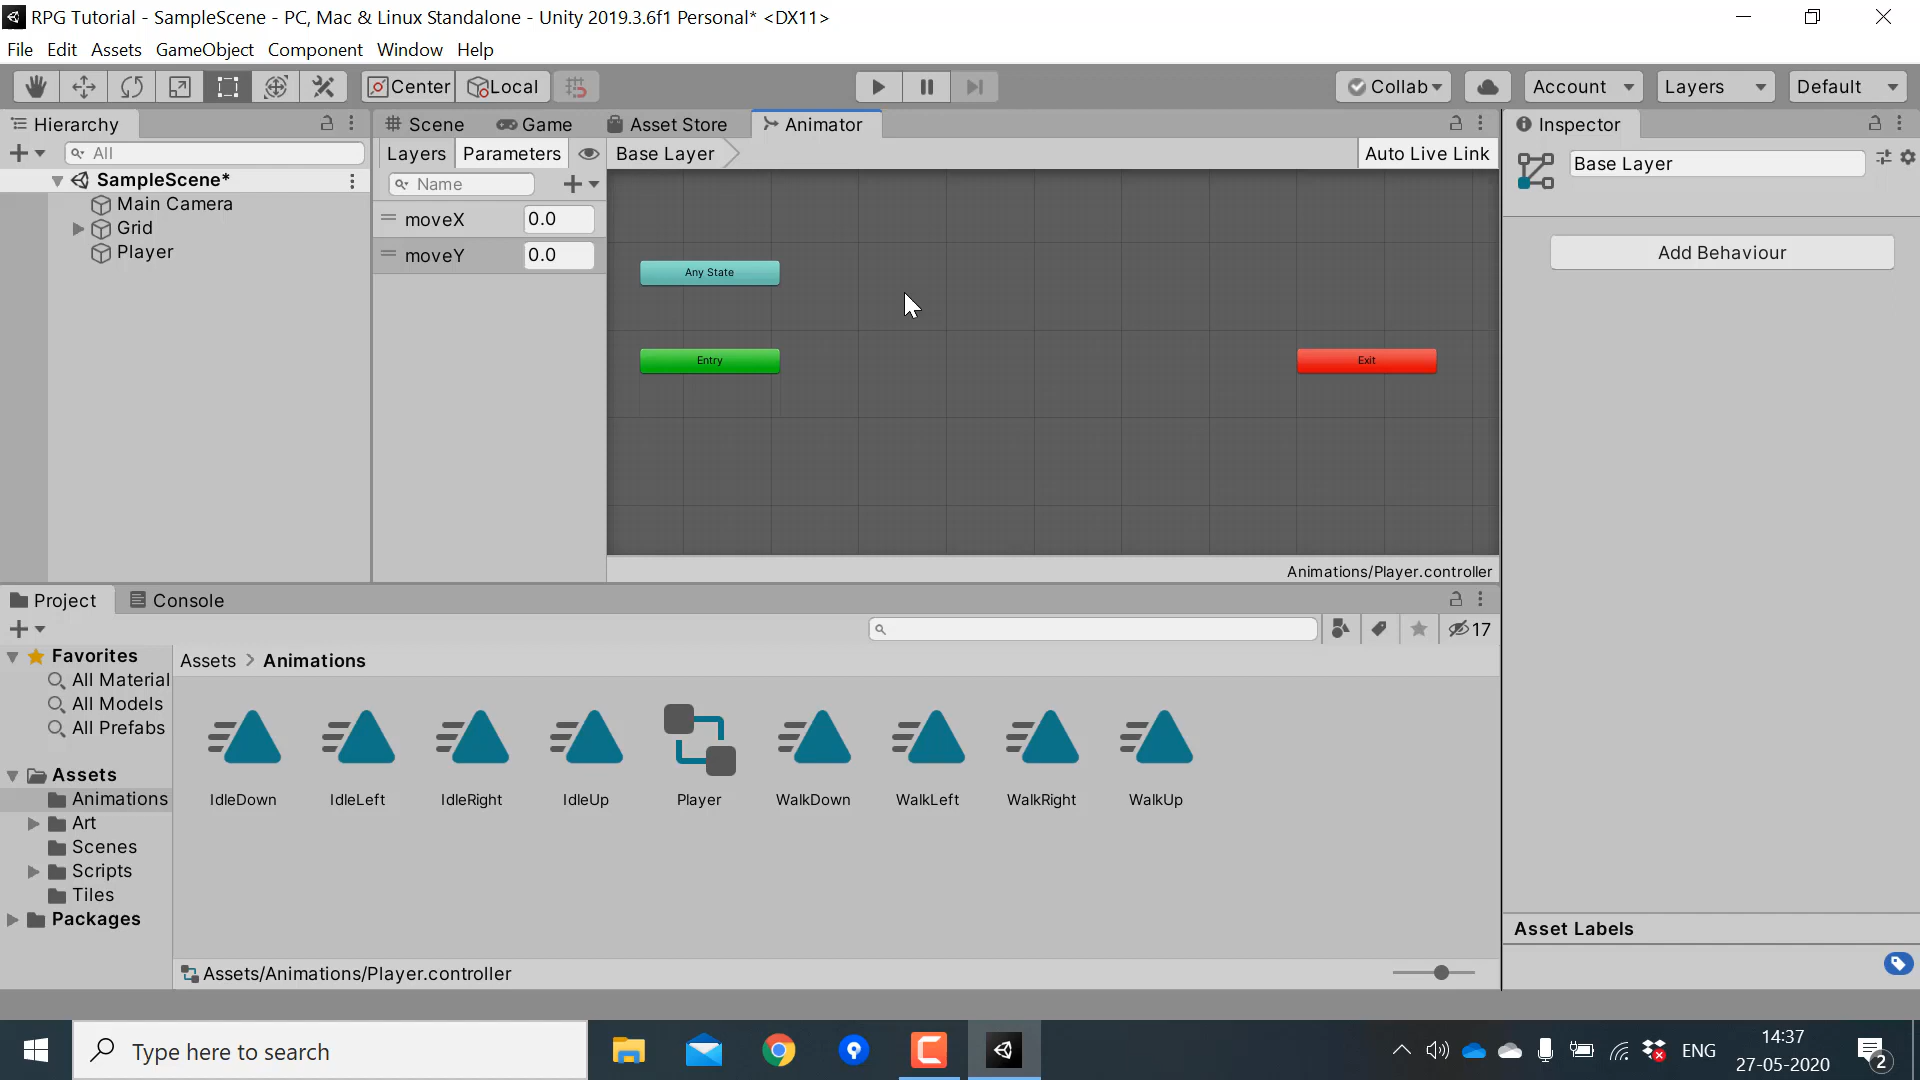 RPG Tutorial - SampleScene - PC, Mac & Linux Standalone - Unity 2019.3.6f1 Personal* <DX11>
File Edit Assets GameObject Component Window Help
Center Local Collab Account Layers Default
Hierarchy
All
SampleScene*
Main Camera
Grid
Player
Scene Game Asset Store Animator
Layers Parameters Base Layer Auto Live Link
Name
moveX 0.0
moveY 0.0
Any State
Entry
Exit
Animations/Player.controller
Inspector
Base Layer
Add Behaviour
Asset Labels
Project Console
17
Favorites
All Material
All Models
All Prefabs
Assets
Animations
Art
Scenes
Scripts
Tiles
Packages
Assets > Animations
IdleDown IdleLeft IdleRight IdleUp Player WalkDown WalkLeft WalkRight WalkUp
Assets/Animations/Player.controller
Type here to search
ENG
14:37
27-05-2020
2